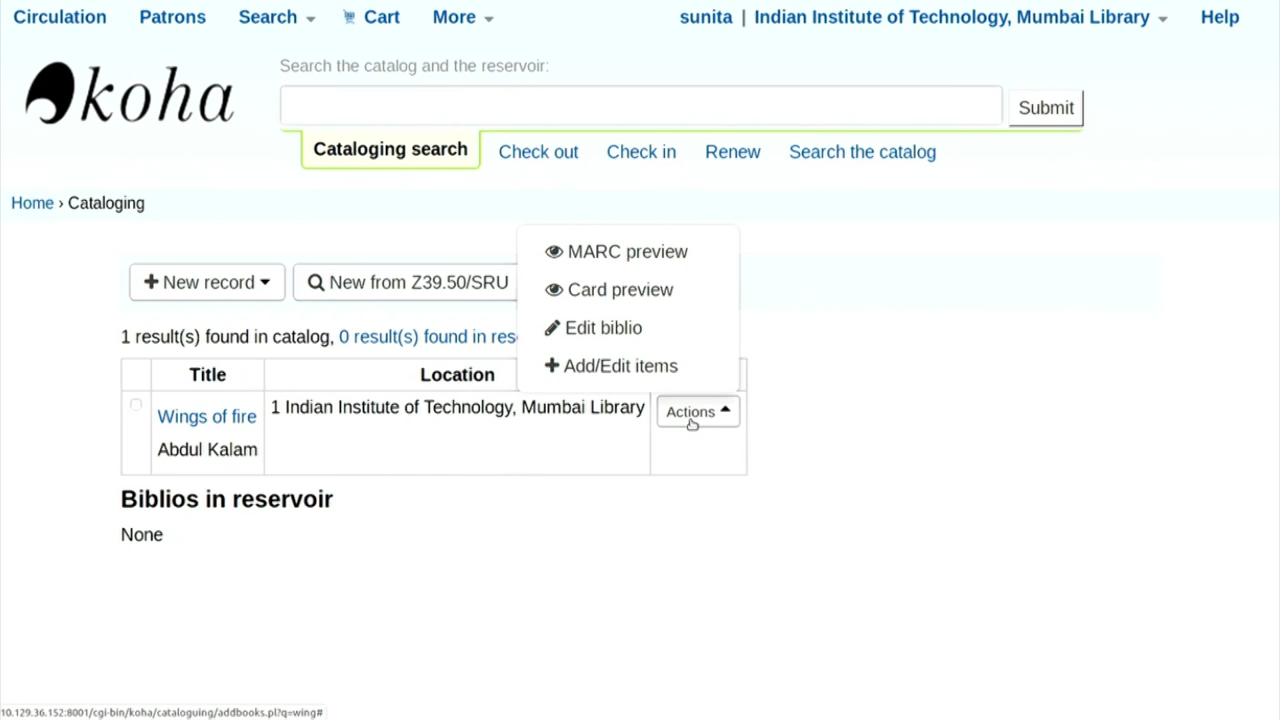 Circulation Patrons Search Cart More sunita | Indian Institute of Technology, Mumbai Library Help
koha
Search the catalog and the reservoir:
Submit
Cataloging search Check out Check in Renew Search the catalog
Home › Cataloging
MARC preview
New record New from Z39.50/SRU
Card preview
Edit biblio
1 result(s) found in catalog, 0 result(s) found in res
Add/Edit items
Title Location
Wings of fire 1 Indian Institute of Technology, Mumbai Library Actions
Abdul Kalam
Biblios in reservoir
None
10.129.36.152:8001/cgi-bin/koha/cataloguing/addbooks.pl?q=wing#